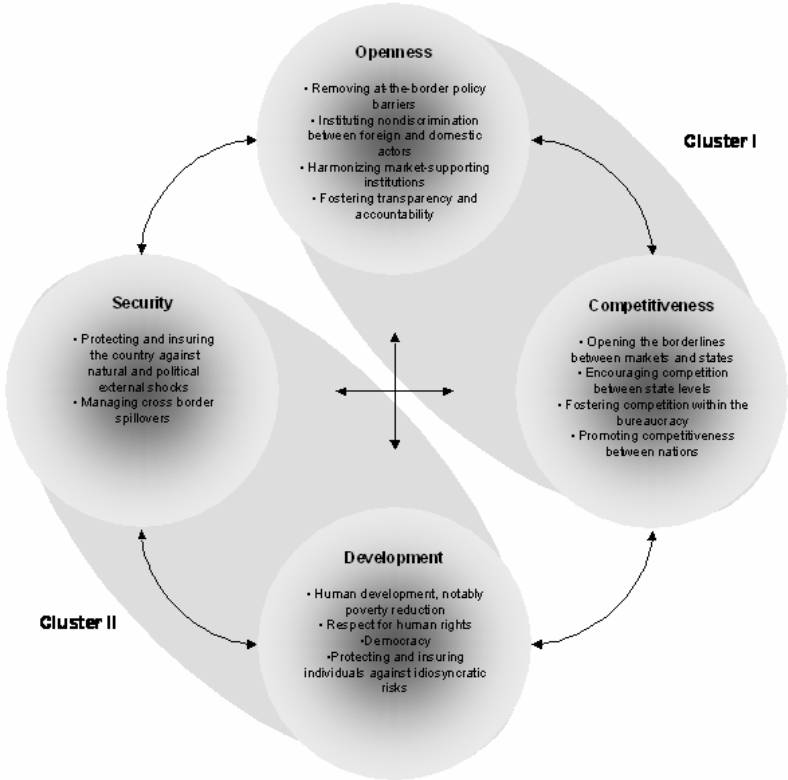 Openness
• Removing at-the-border policy
barriers
• Instituting nondiscrimination
between foreign and domestic
actors
• Harmonizing market-supporting
institutions
• Fostering transparency and
accountability
Cluster I
Security
• Protecting and insuring
the country against
natural and political
external shocks
• Managing cross border
spillovers
Competitiveness
• Opening the borderlines
between markets and states
• Encouraging competition
between state levels
• Fostering competition within the
bureaucracy
• Promoting competitiveness
between nations
Development
• Human development, notably
poverty reduction
• Respect for human rights
•Democracy
•Protecting and insuring
individuals against idiosyncratic
risks
Cluster II